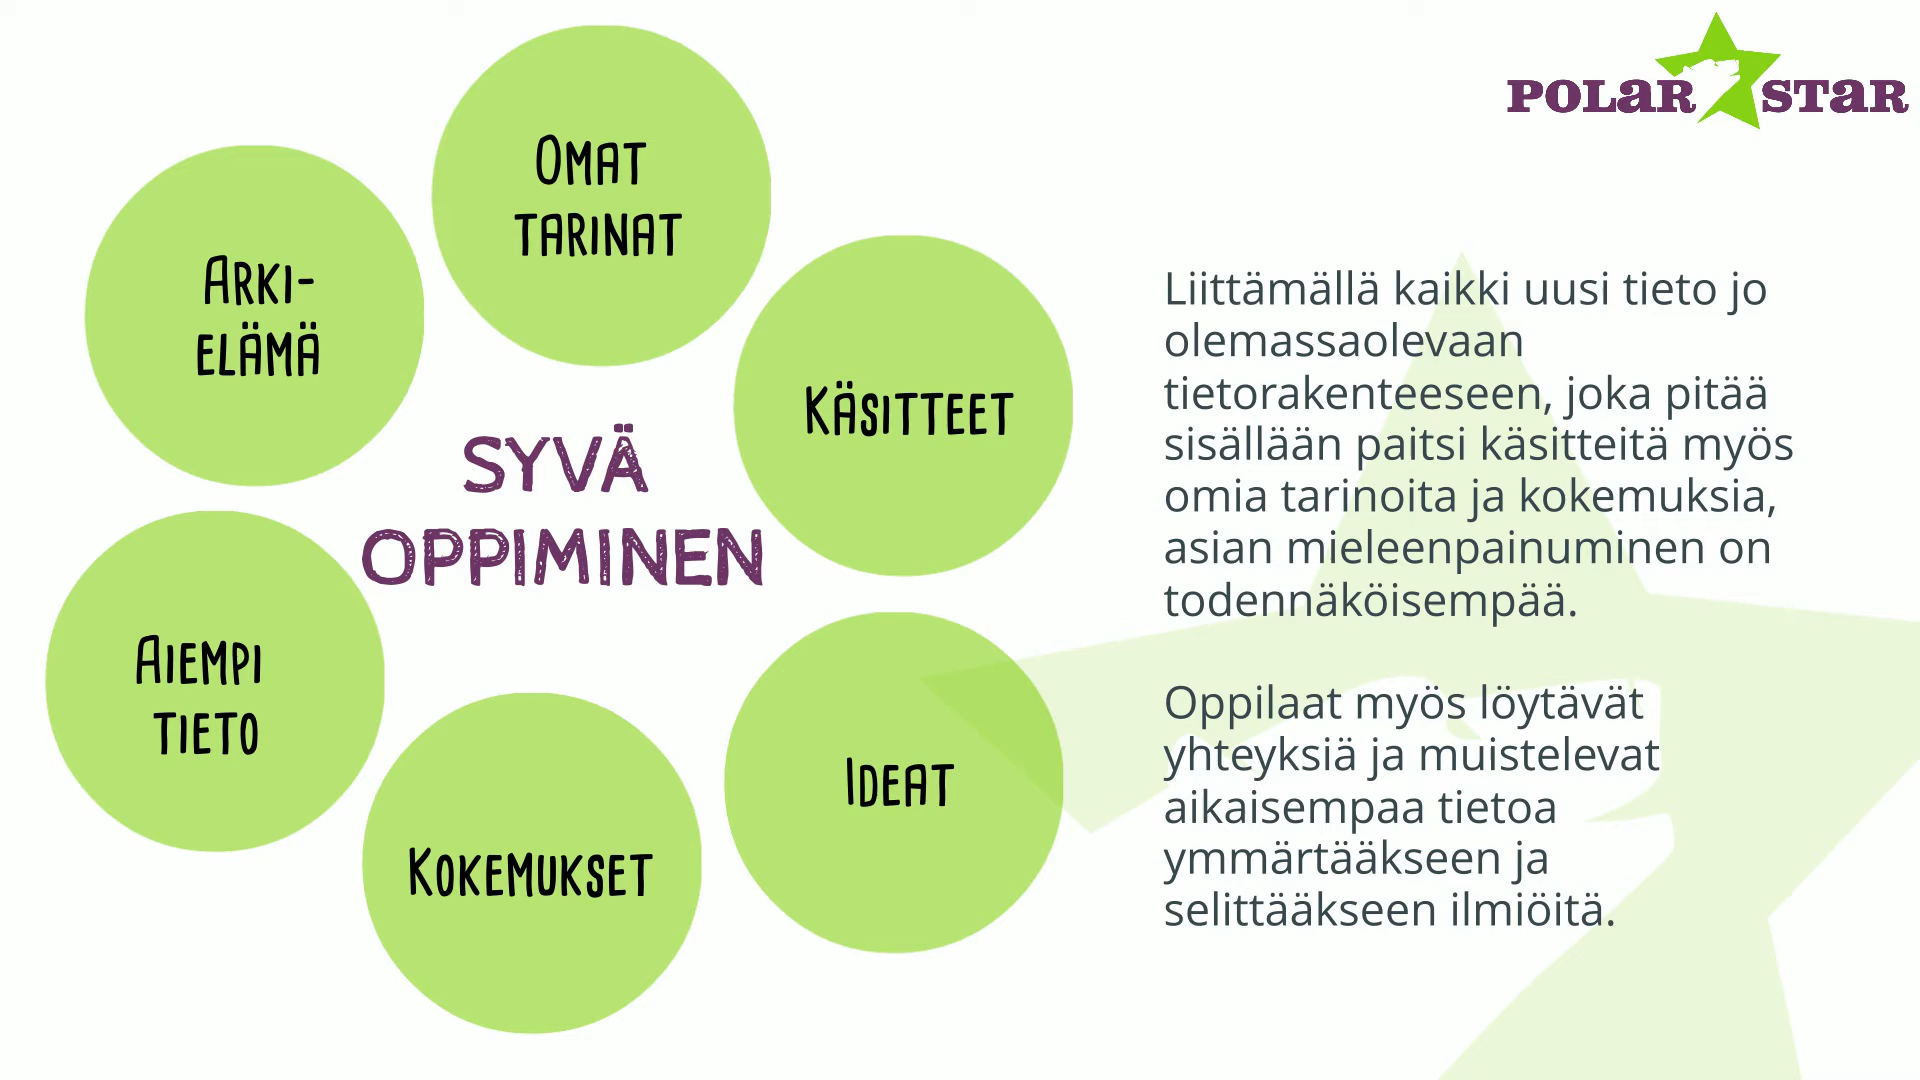 POLAR STAR
OMAT
TARINAT
ARKI-
ELÄMÄ
KÄSITTEET
SYVÄ
OPPIMINEN
AIEMPI
TIETO
KOKEMUKSET
IDEAT
Liittämällä kaikki uusi tieto jo
olemassaolevaan
tietorakenteeseen, joka pitää
sisällään paitsi käsitteitä myös
omia tarinoita ja kokemuksia,
asian mieleenpainuminen on
todennäköisempää.
Oppilaat myös löytävät
yhteyksiä ja muistelevat
aikaisempaa tietoa
ymmärtääkseen ja
selittääkseen ilmiöitä.